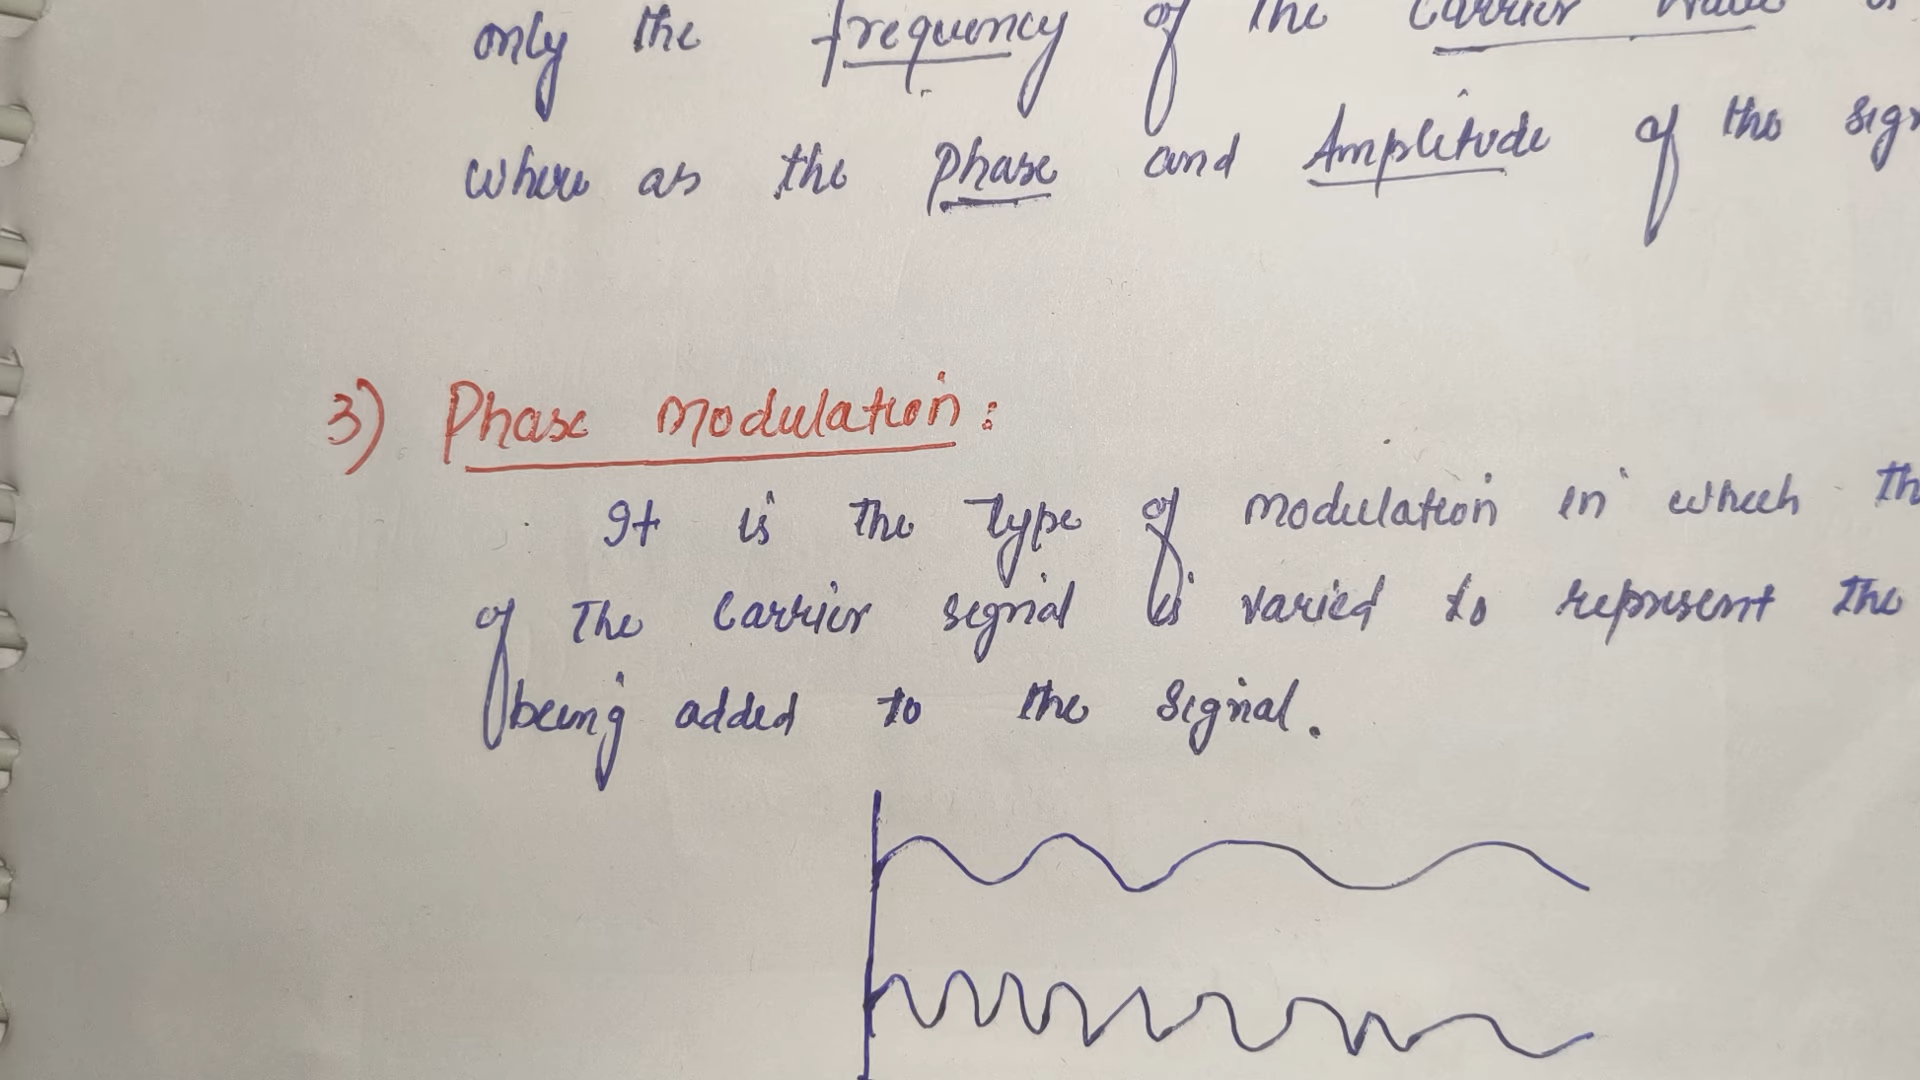 only the frequency of the carrier wave
where as the phase and Amplitude of the
3) Phase Modulation:
It is the type of modulation in which
of the carrier signal is varied to represent the
being added to the signal.